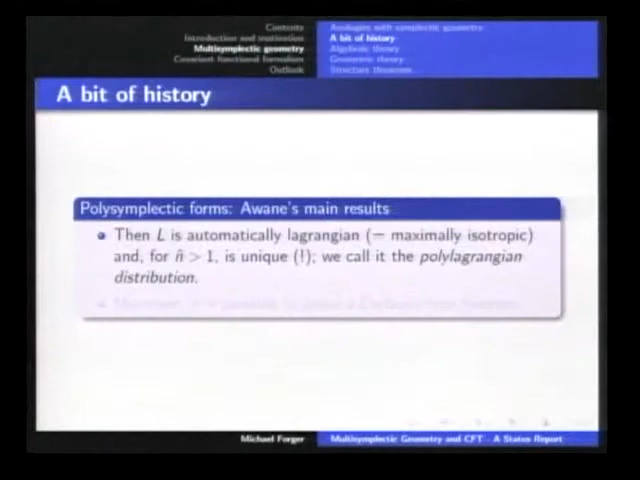 Contents
Introduction and motivation
Multisymplectic geometry
Covariant functional formalism
Outlook
Analogies with symplectic geometry
A bit of history
Algebraic theory
Geometric theory
Structure theorems
A bit of history
Polysymplectic forms: Awane's main results
Then L is automatically lagrangian (= maximally isotropic)
and, for n̂ > 1, is unique (!); we call it the polylagrangian
distribution.
Michael Forger
Multisymplectic Geometry and CFT - A Status Report